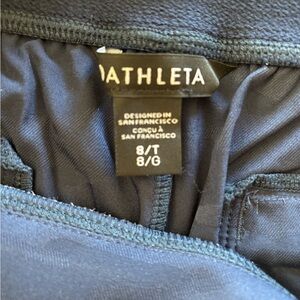 ATHLETA
DESIGNED IN
SAN FRANCISCO
CONÇU À
SAN FRANCISCO
8/T
8/G